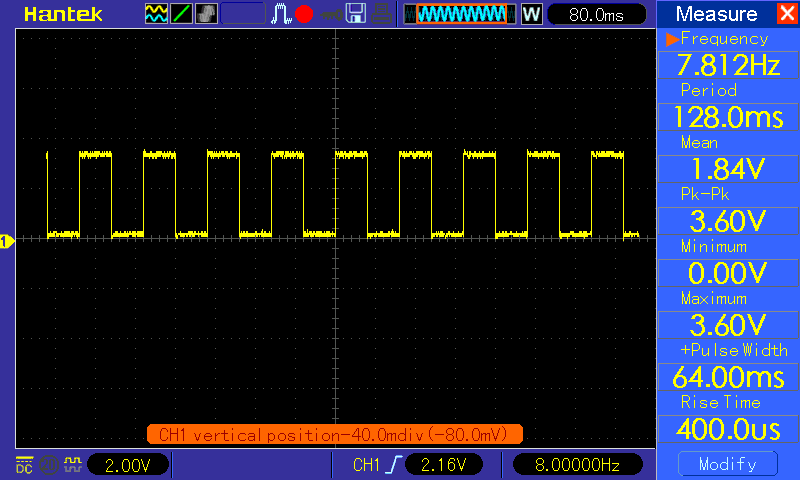 Hantek
W
80.0ms
Measure
Frequency
7.812Hz
Period
128.0ms
Mean
1.84V
Pk-Pk
3.60V
Minimum
0.00V
Maximum
3.60V
+Pulse Width
64.00ms
Rise Time
400.0us
Modify
1
CH1 vertical position-40.0mdiv(-80.0mV)
DC
2.00V
CH1
2.16V
8.00000Hz